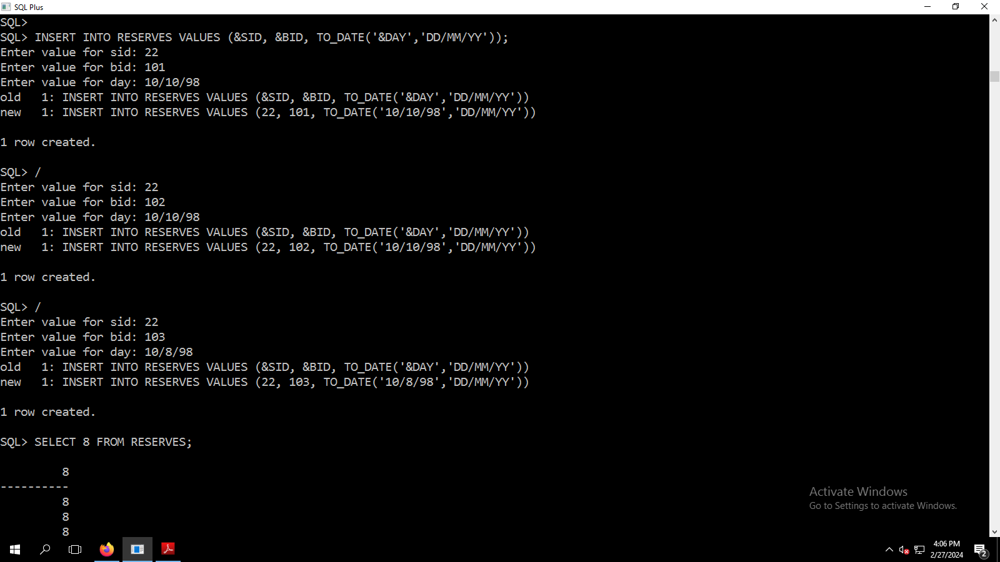 SQL Plus
SQL>
SQL> INSERT INTO RESERVES VALUES (&SID, &BID, TO_DATE('&DAY','DD/MM/YY'));
Enter value for sid: 22
Enter value for bid: 101
Enter value for day: 10/10/98
old   1: INSERT INTO RESERVES VALUES (&SID, &BID, TO_DATE('&DAY','DD/MM/YY'))
new   1: INSERT INTO RESERVES VALUES (22, 101, TO_DATE('10/10/98','DD/MM/YY'))
1 row created.
SQL> /
Enter value for sid: 22
Enter value for bid: 102
Enter value for day: 10/10/98
old   1: INSERT INTO RESERVES VALUES (&SID, &BID, TO_DATE('&DAY','DD/MM/YY'))
new   1: INSERT INTO RESERVES VALUES (22, 102, TO_DATE('10/10/98','DD/MM/YY'))
1 row created.
SQL> /
Enter value for sid: 22
Enter value for bid: 103
Enter value for day: 10/8/98
old   1: INSERT INTO RESERVES VALUES (&SID, &BID, TO_DATE('&DAY','DD/MM/YY'))
new   1: INSERT INTO RESERVES VALUES (22, 103, TO_DATE('10/8/98','DD/MM/YY'))
1 row created.
SQL> SELECT 8 FROM RESERVES;
8
----------
8
8
8
Activate Windows
Go to Settings to activate Windows.
4:06 PM
2/27/2024
2